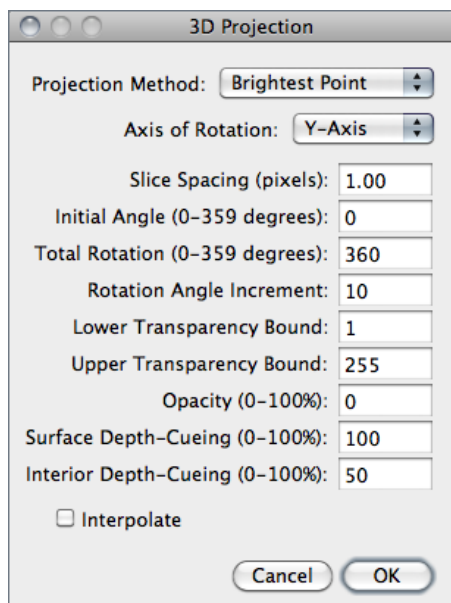 3D Projection
Projection Method: Brightest Point
Axis of Rotation: Y-Axis
Slice Spacing (pixels): 1.00
Initial Angle (0-359 degrees): 0
Total Rotation (0-359 degrees): 360
Rotation Angle Increment: 10
Lower Transparency Bound: 1
Upper Transparency Bound: 255
Opacity (0-100%): 0
Surface Depth-Cueing (0-100%): 100
Interior Depth-Cueing (0-100%): 50
Interpolate
Cancel OK